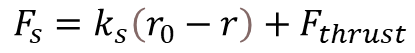 F_s = k_s(r_0 − r) + F_thrust